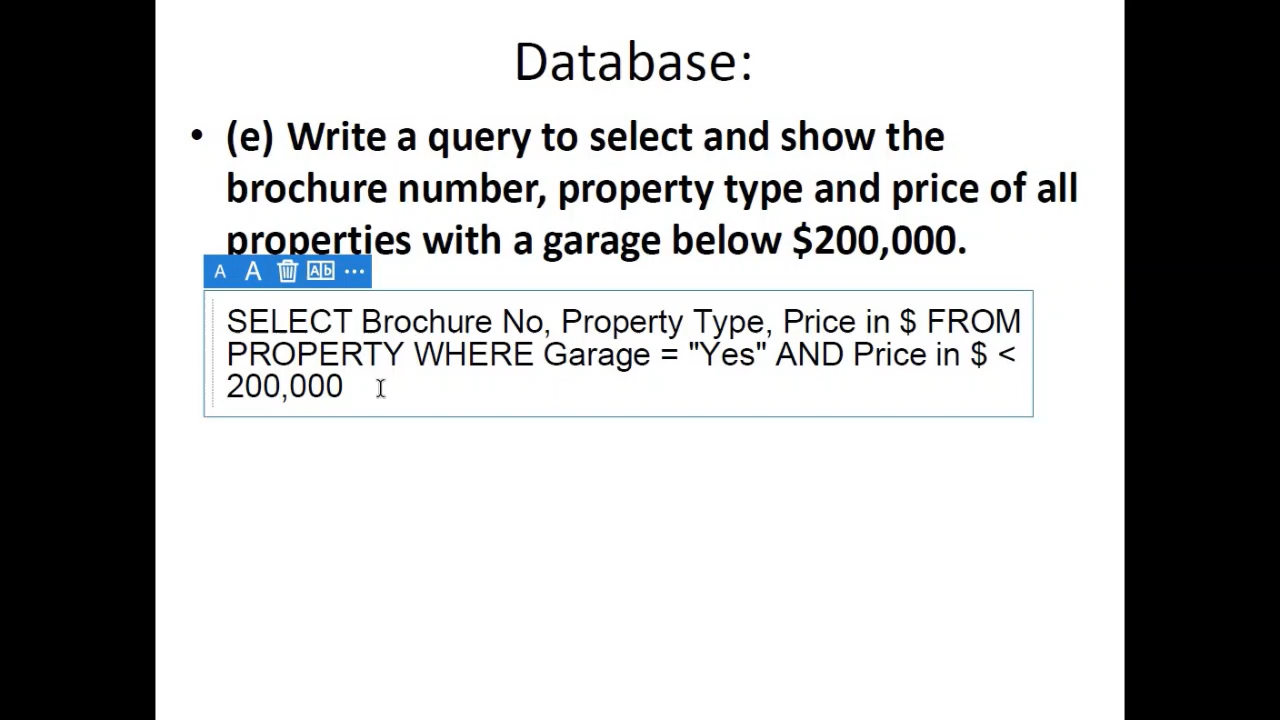 Database:
• (e) Write a query to select and show the
brochure number, property type and price of all
properties with a garage below $200,000.
A A Ab ...
SELECT Brochure No, Property Type, Price in $ FROM
PROPERTY WHERE Garage = "Yes" AND Price in $ <
200,000